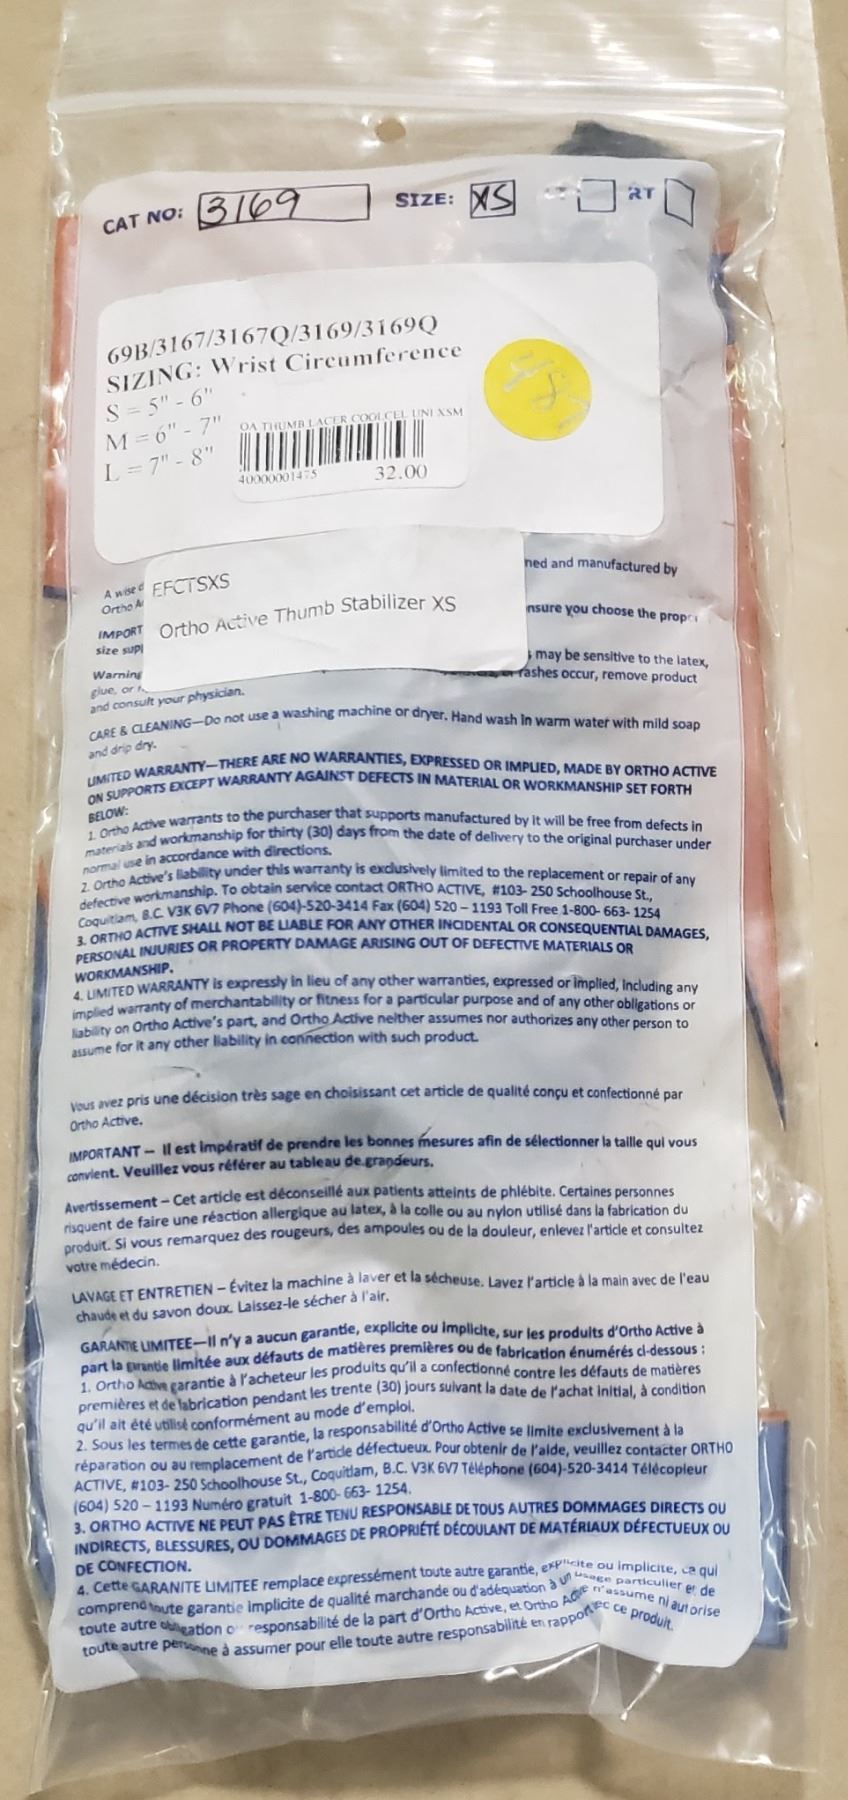 CAT NO: 3169 SIZE: XS RT
69B/3167/3167Q/3169/3169Q
SIZING: Wrist Circumference
S = 5" - 6"
M = 6" - 7"
L = 7" - 8"
OA THUMB LACER COOLCEL UNI XSM
40000001475 32.00
EFCTSXS
Ortho Active Thumb Stabilizer XS
A wise
and manufactured by
Ortho
IMPORT
ensure you choose the proper
size
Warning
may be sensitive to the latex,
glue, or
rashes occur, remove product
and consult your physician.
CARE & CLEANING—Do not use a washing machine or dryer. Hand wash in warm water with mild soap
and drip dry.
LIMITED WARRANTY—THERE ARE NO WARRANTIES, EXPRESSED OR IMPLIED, MADE BY ORTHO ACTIVE
ON SUPPORTS EXCEPT WARRANTY AGAINST DEFECTS IN MATERIAL OR WORKMANSHIP SET FORTH
BELOW:
1. Ortho Active warrants to the purchaser that supports manufactured by it will be free from defects in
materials and workmanship for thirty (30) days from the date of delivery to the original purchaser under
normal use in accordance with directions.
2. Ortho Active's liability under this warranty is exclusively limited to the replacement or repair of any
defective workmanship. To obtain service contact ORTHO ACTIVE, #103- 250 Schoolhouse St.,
Coquitlam, B.C. V3K 6V7 Phone (604)-520-3414 Fax (604) 520 – 1193 Toll Free 1-800- 663- 1254
3. ORTHO ACTIVE SHALL NOT BE LIABLE FOR ANY OTHER INCIDENTAL OR CONSEQUENTIAL DAMAGES,
PERSONAL INJURIES OR PROPERTY DAMAGE ARISING OUT OF DEFECTIVE MATERIALS OR
WORKMANSHIP.
4. LIMITED WARRANTY is expressly in lieu of any other warranties, expressed or implied, including any
implied warranty of merchantability or fitness for a particular purpose and of any other obligations or
liability on Ortho Active's part, and Ortho Active neither assumes nor authorizes any other person to
assume for it any other liability in connection with such product.
Vous avez pris une décision très sage en choisissant cet article de qualité conçu et confectionné par
Ortho Active.
IMPORTANT – Il est impératif de prendre les bonnes mesures afin de sélectionner la taille qui vous
convient. Veuillez vous référer au tableau de grandeurs.
Avertissement – Cet article est déconseillé aux patients atteints de phlébite. Certaines personnes
risquent de faire une réaction allergique au latex, à la colle ou au nylon utilisé dans la fabrication du
produit. Si vous remarquez des rougeurs, des ampoules ou de la douleur, enlevez l'article et consultez
votre médecin.
LAVAGE ET ENTRETIEN – Évitez la machine à laver et la sécheuse. Lavez l'article à la main avec de l'eau
chaude et du savon doux. Laissez-le sécher à l'air.
GARANTIE LIMITEE—Il n'y a aucun garantie, explicite ou implicite, sur les produits d'Ortho Active à
part la garantie limitée aux défauts de matières premières ou de fabrication énumérés ci-dessous :
1. Ortho Active garantie à l'acheteur les produits qu'il a confectionné contre les défauts de matières
premières et de fabrication pendant les trente (30) jours suivant la date de l'achat initial, à condition
qu'il ait été utilisé conformément au mode d'emploi.
2. Sous les termes de cette garantie, la responsabilité d'Ortho Active se limite exclusivement à la
réparation ou au remplacement de l'article défectueux. Pour obtenir de l'aide, veuillez contacter ORTHO
ACTIVE, #103- 250 Schoolhouse St., Coquitlam, B.C. V3K 6V7 Téléphone (604)-520-3414 Télécopieur
(604) 520 – 1193 Numéro gratuit 1-800- 663- 1254.
3. ORTHO ACTIVE NE PEUT PAS ÊTRE TENU RESPONSABLE DE TOUS AUTRES DOMMAGES DIRECTS OU
INDIRECTS, BLESSURES, OU DOMMAGES DE PROPRIÉTÉ DÉCOULANT DE MATÉRIAUX DÉFECTUEUX OU
DE CONFECTION.
4. Cette GARANITE LIMITEE remplace expressément toute autre garantie, explicite ou implicite, ce qui
comprend toute garantie implicite de qualité marchande ou d'adéquation à un usage particulier et de
toute autre obligation ou responsabilité de la part d'Ortho Active, et Ortho Active n'assume ni autorise
toute autre personne à assumer pour elle toute autre responsabilité en rapport avec ce produit.